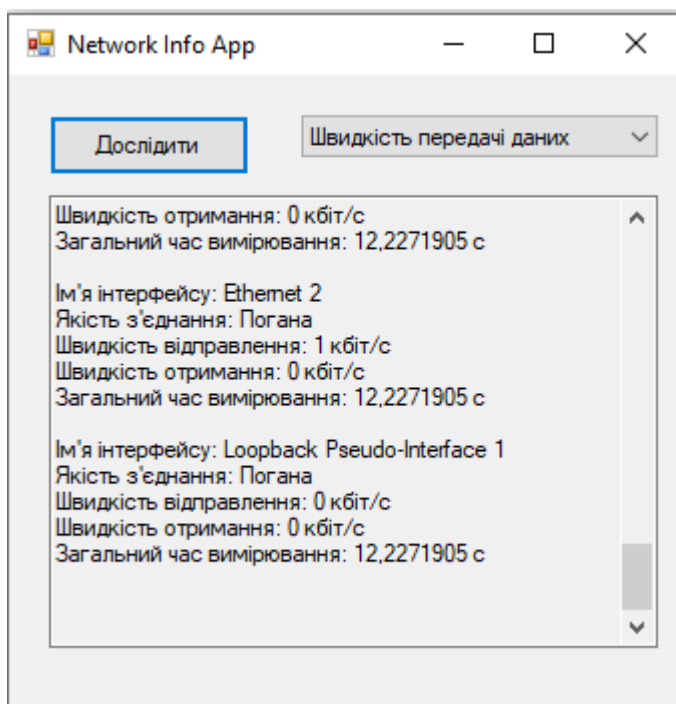 Network Info App
Дослідити
Швидкість передачі даних
Швидкість отримання: 0 кбіт/с
Загальний час вимірювання: 12,2271905 с
Ім'я інтерфейсу: Ethernet 2
Якість з'єднання: Погана
Швидкість відправлення: 1 кбіт/с
Швидкість отримання: 0 кбіт/с
Загальний час вимірювання: 12,2271905 с
Ім'я інтерфейсу: Loopback Pseudo-Interface 1
Якість з'єднання: Погана
Швидкість відправлення: 0 кбіт/с
Швидкість отримання: 0 кбіт/с
Загальний час вимірювання: 12,2271905 с